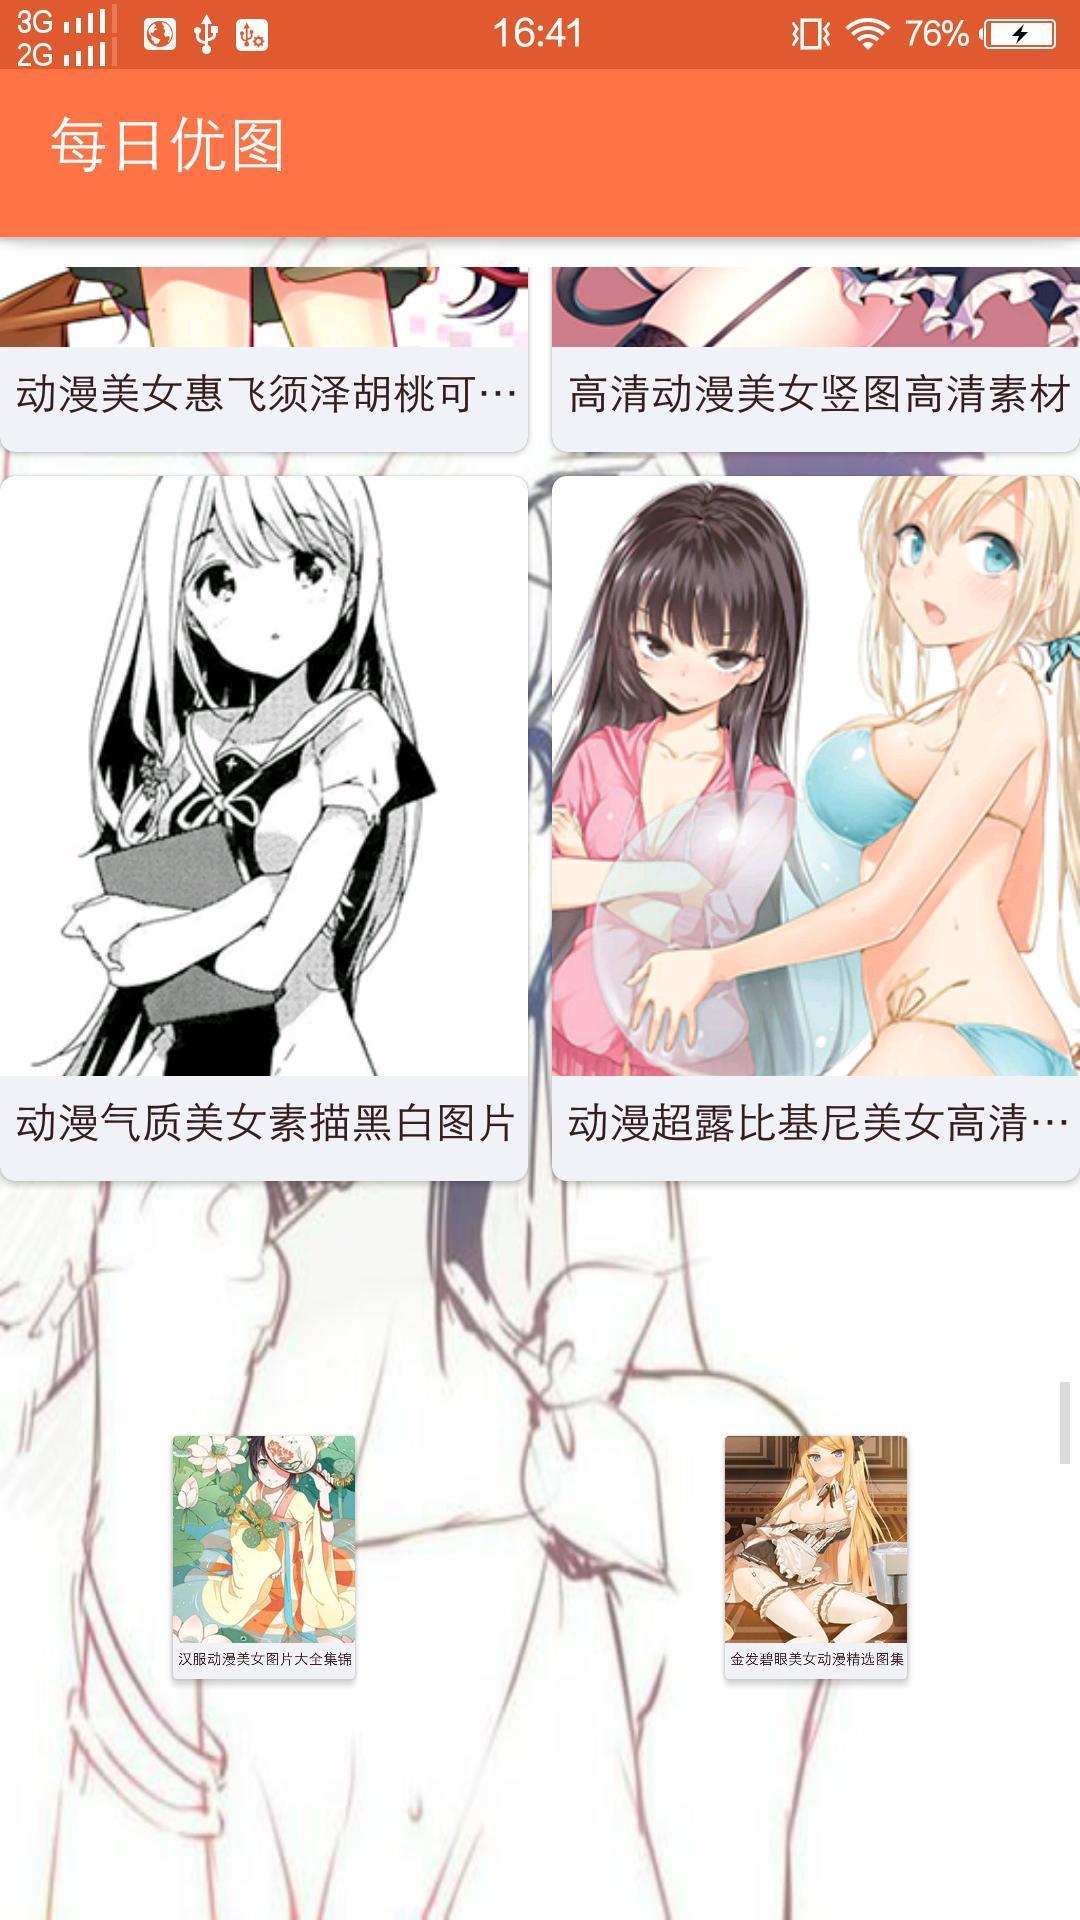 3G
2G
16:41
76%
每日优图
动漫美女惠飞须泽胡桃可…
高清动漫美女竖图高清素材
动漫气质美女素描黑白图片
动漫超露比基尼美女高清…
汉服动漫美女图片大全集锦
金发碧眼美女动漫精选图集